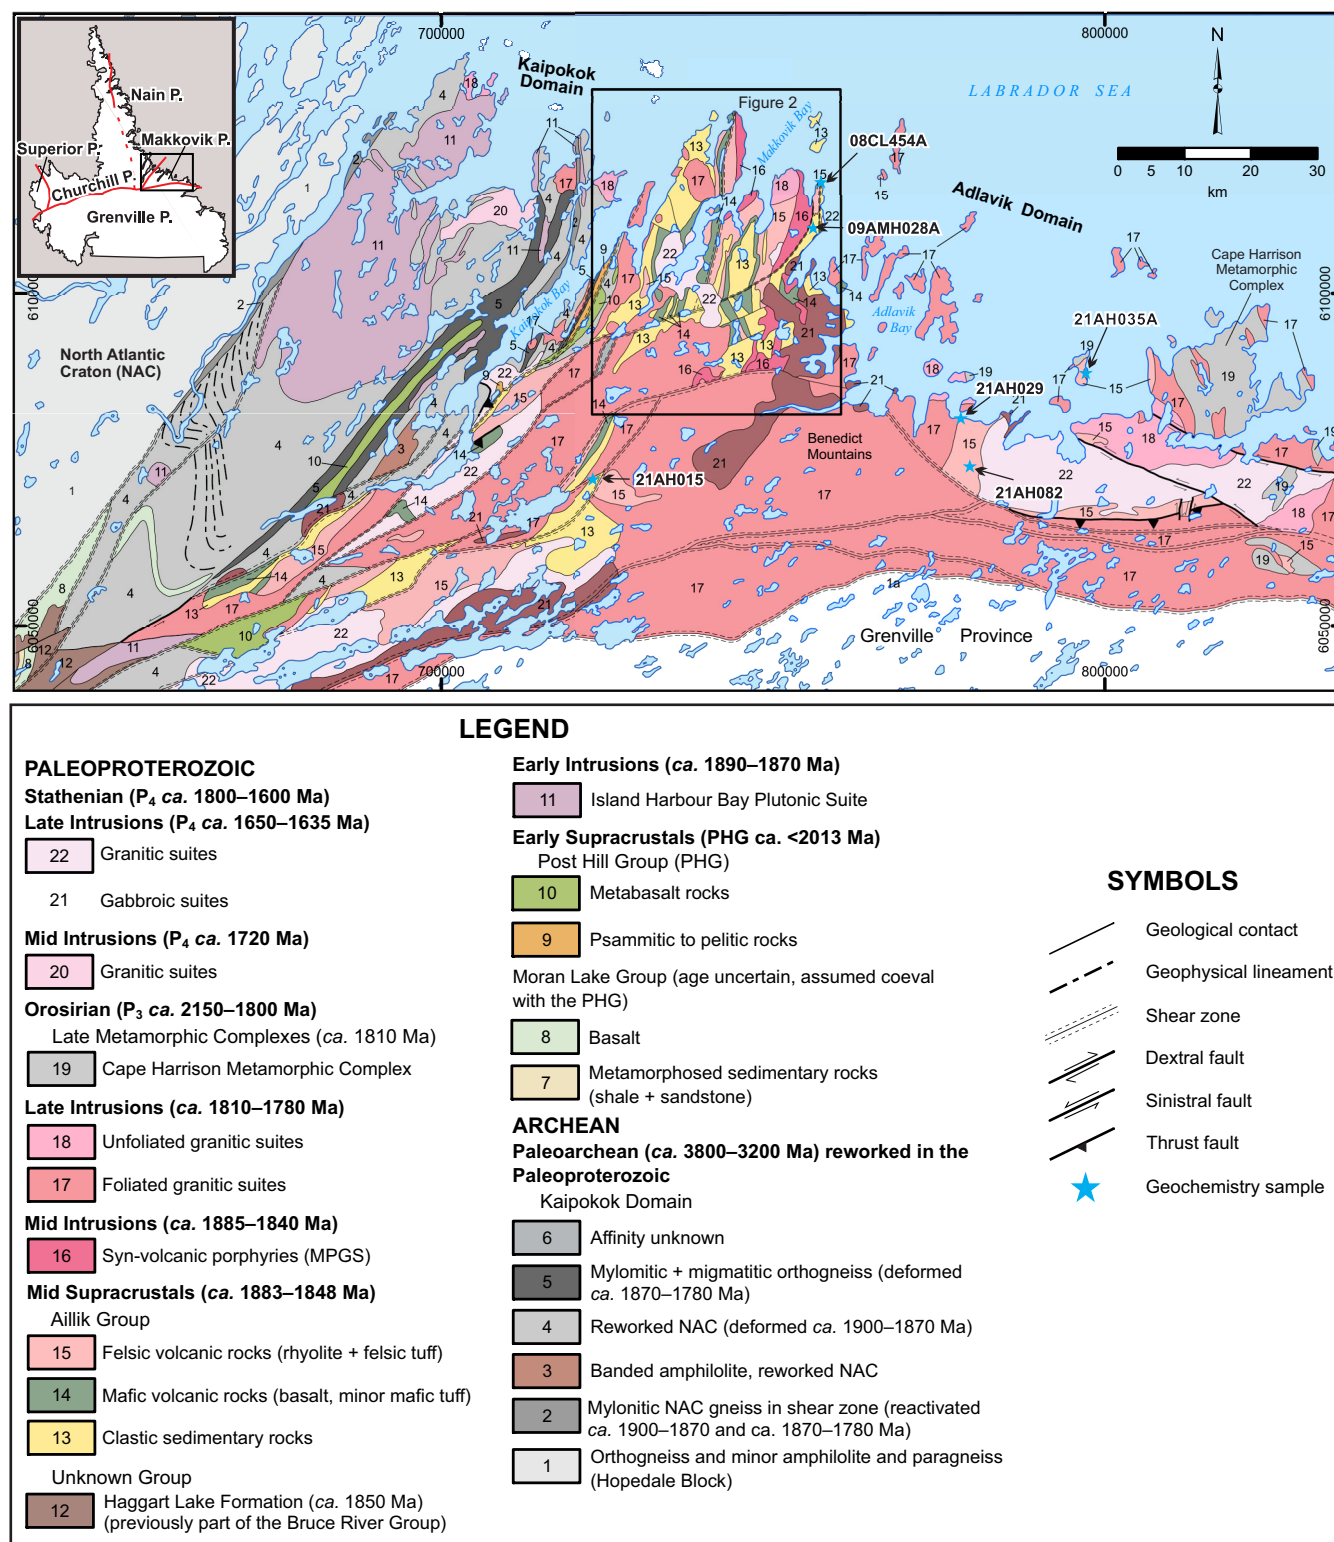 700000
800000
Nain P.
Superior P.
Makkovik P.
Churchill P.
Grenville P.
Kaipokok
Domain
Figure 2
LABRADOR SEA
N
0 5 10 20 30
km
Makkovik Bay
08CL454A
09AMH028A
Adlavik Domain
Cape Harrison
Metamorphic
Complex
6100000
6100000
Kaipokok Bay
Adlavik
Bay
21AH035A
North Atlantic
Craton (NAC)
21AH029
Benedict
Mountains
21AH015
21AH082
1a
6050000
6050000
Grenville Province
700000
800000
LEGEND
PALEOPROTEROZOIC
Stathenian (P4 ca. 1800–1600 Ma)
Late Intrusions (P4 ca. 1650–1635 Ma)
22 Granitic suites
21 Gabbroic suites
Mid Intrusions (P4 ca. 1720 Ma)
20 Granitic suites
Orosirian (P3 ca. 2150–1800 Ma)
Late Metamorphic Complexes (ca. 1810 Ma)
19 Cape Harrison Metamorphic Complex
Late Intrusions (ca. 1810–1780 Ma)
18 Unfoliated granitic suites
17 Foliated granitic suites
Mid Intrusions (ca. 1885–1840 Ma)
16 Syn-volcanic porphyries (MPGS)
Mid Supracrustals (ca. 1883–1848 Ma)
Aillik Group
15 Felsic volcanic rocks (rhyolite + felsic tuff)
14 Mafic volcanic rocks (basalt, minor mafic tuff)
13 Clastic sedimentary rocks
Unknown Group
12 Haggart Lake Formation (ca. 1850 Ma)
(previously part of the Bruce River Group)
Early Intrusions (ca. 1890–1870 Ma)
11 Island Harbour Bay Plutonic Suite
Early Supracrustals (PHG ca. <2013 Ma)
Post Hill Group (PHG)
10 Metabasalt rocks
9 Psammitic to pelitic rocks
Moran Lake Group (age uncertain, assumed coeval
with the PHG)
8 Basalt
7 Metamorphosed sedimentary rocks
(shale + sandstone)
ARCHEAN
Paleoarchean (ca. 3800–3200 Ma) reworked in the
Paleoproterozoic
Kaipokok Domain
6 Affinity unknown
5 Mylomitic + migmatitic orthogneiss (deformed
ca. 1870–1780 Ma)
4 Reworked NAC (deformed ca. 1900–1870 Ma)
3 Banded amphilolite, reworked NAC
2 Mylonitic NAC gneiss in shear zone (reactivated
ca. 1900–1870 and ca. 1870–1780 Ma)
1 Orthogneiss and minor amphilolite and paragneiss
(Hopedale Block)
SYMBOLS
Geological contact
Geophysical lineament
Shear zone
Dextral fault
Sinistral fault
Thrust fault
Geochemistry sample